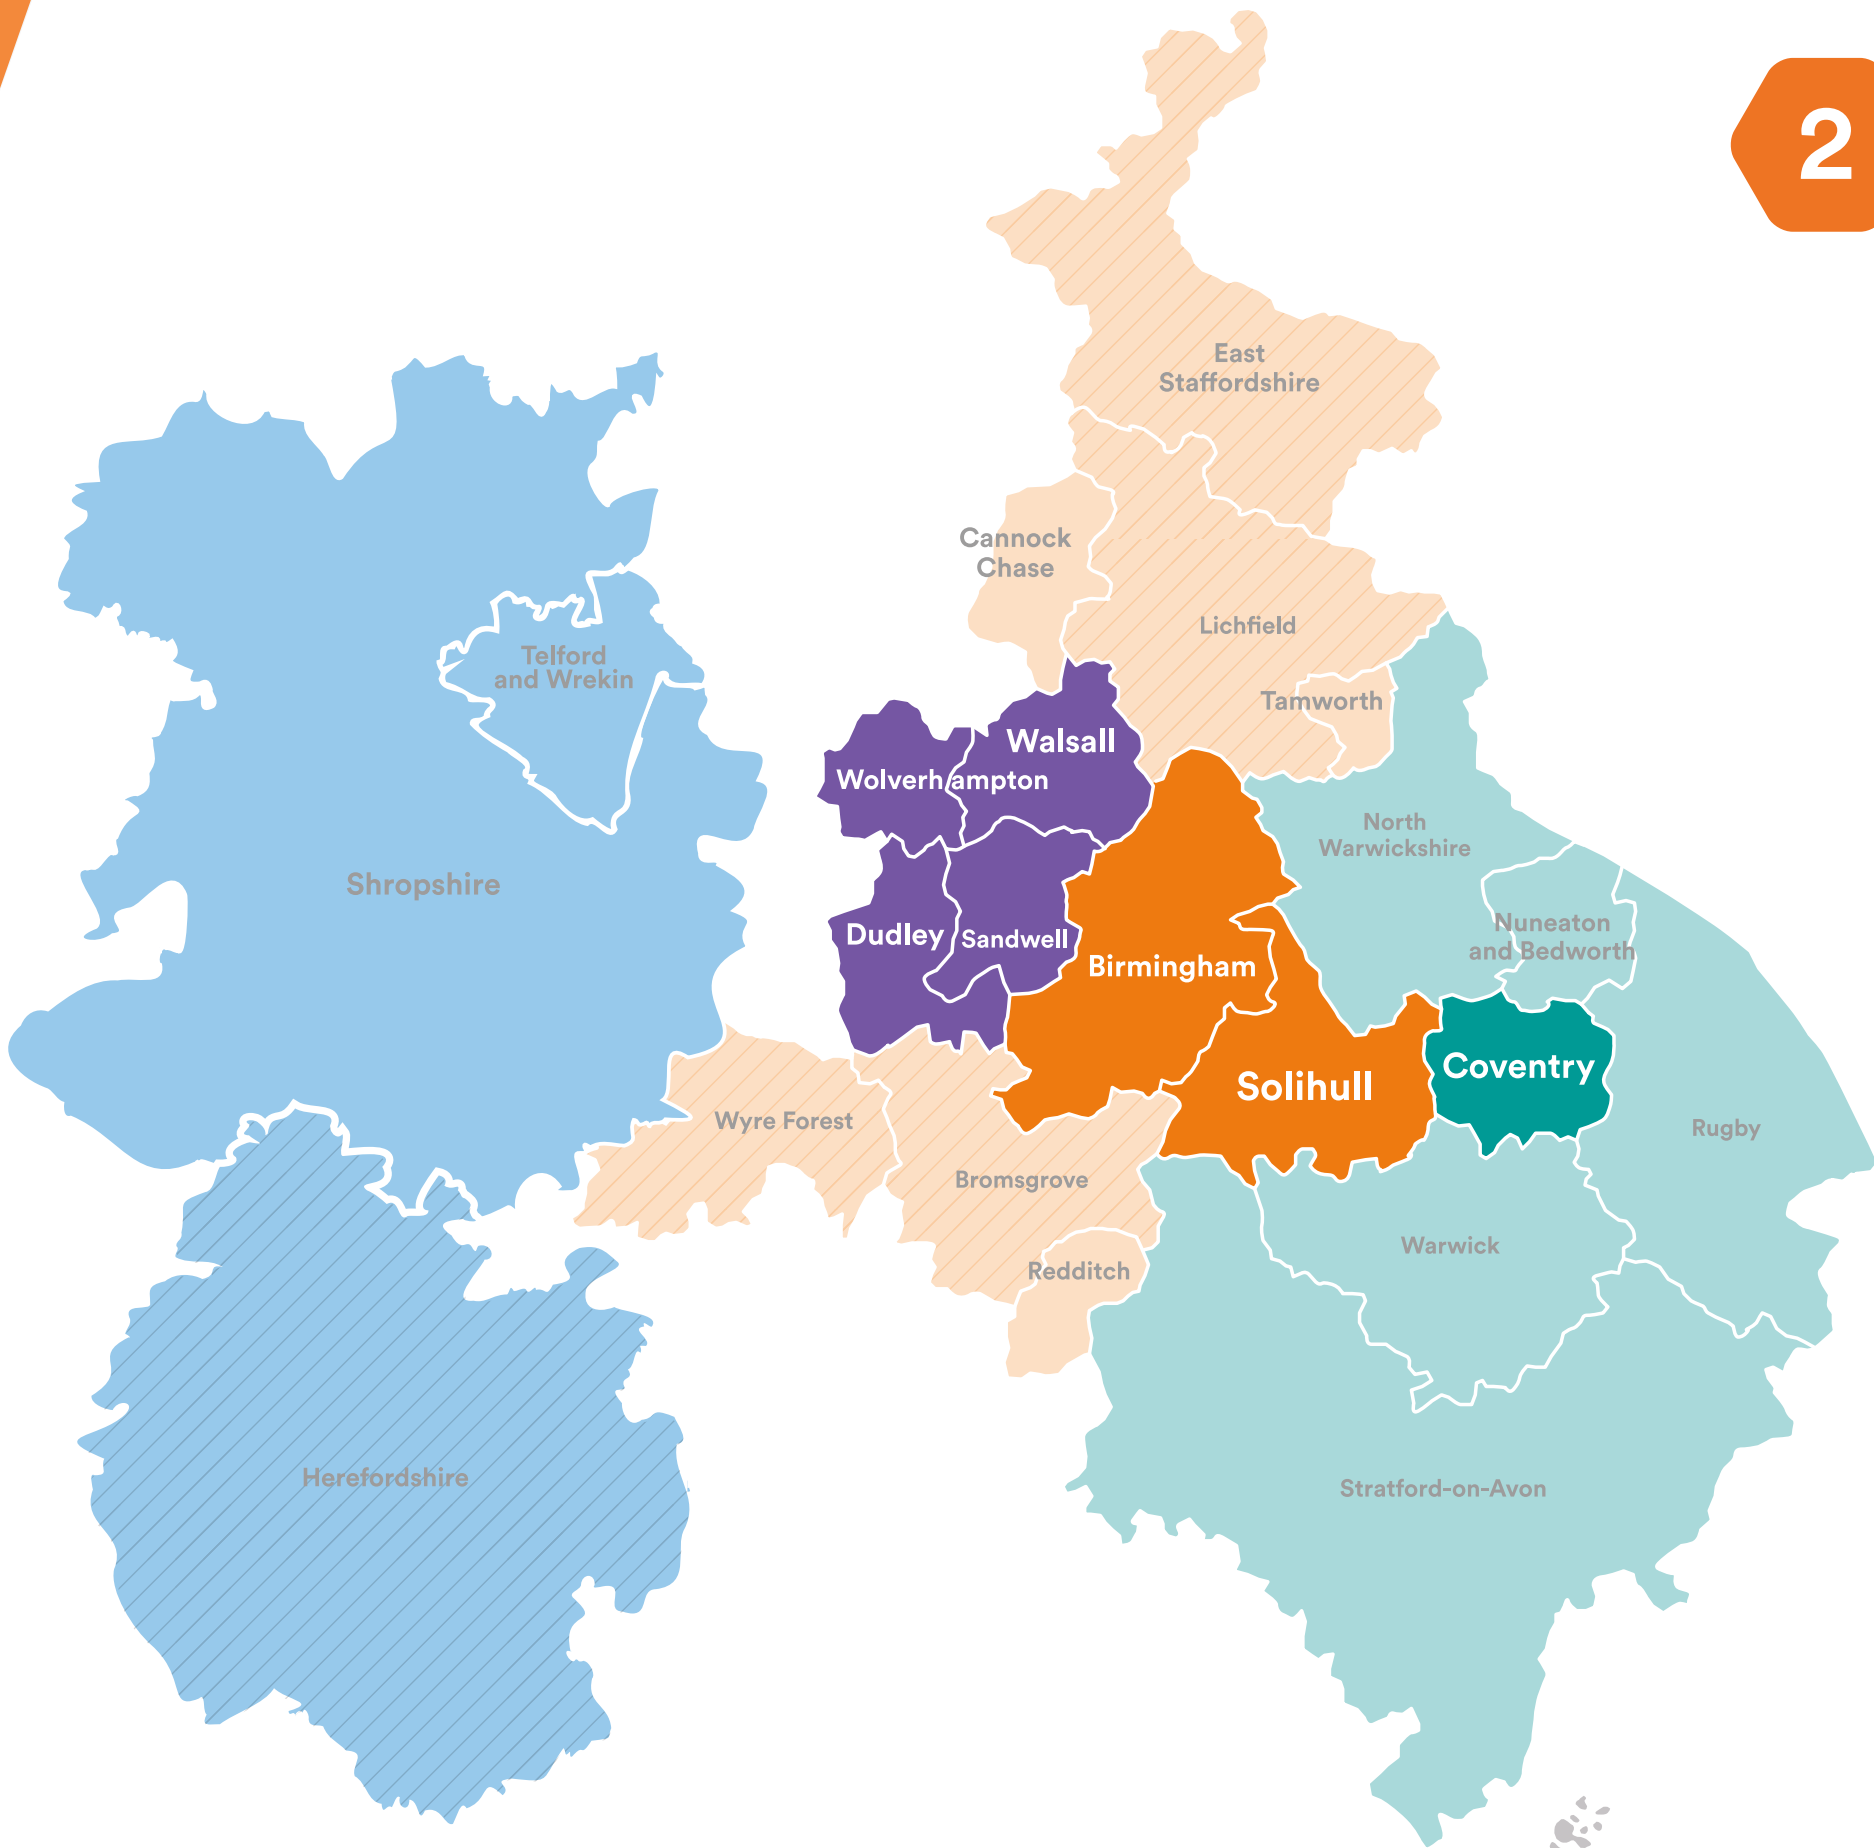 2
East
Staffordshire
Cannock
Chase
Lichfield
Telford
and Wrekin
Tamworth
Walsall
Wolverhampton
North
Warwickshire
Shropshire
Nuneaton
and Bedworth
Dudley
Sandwell
Birmingham
Coventry
Solihull
Wyre Forest
Rugby
Bromsgrove
Warwick
Redditch
Herefordshire
Stratford-on-Avon